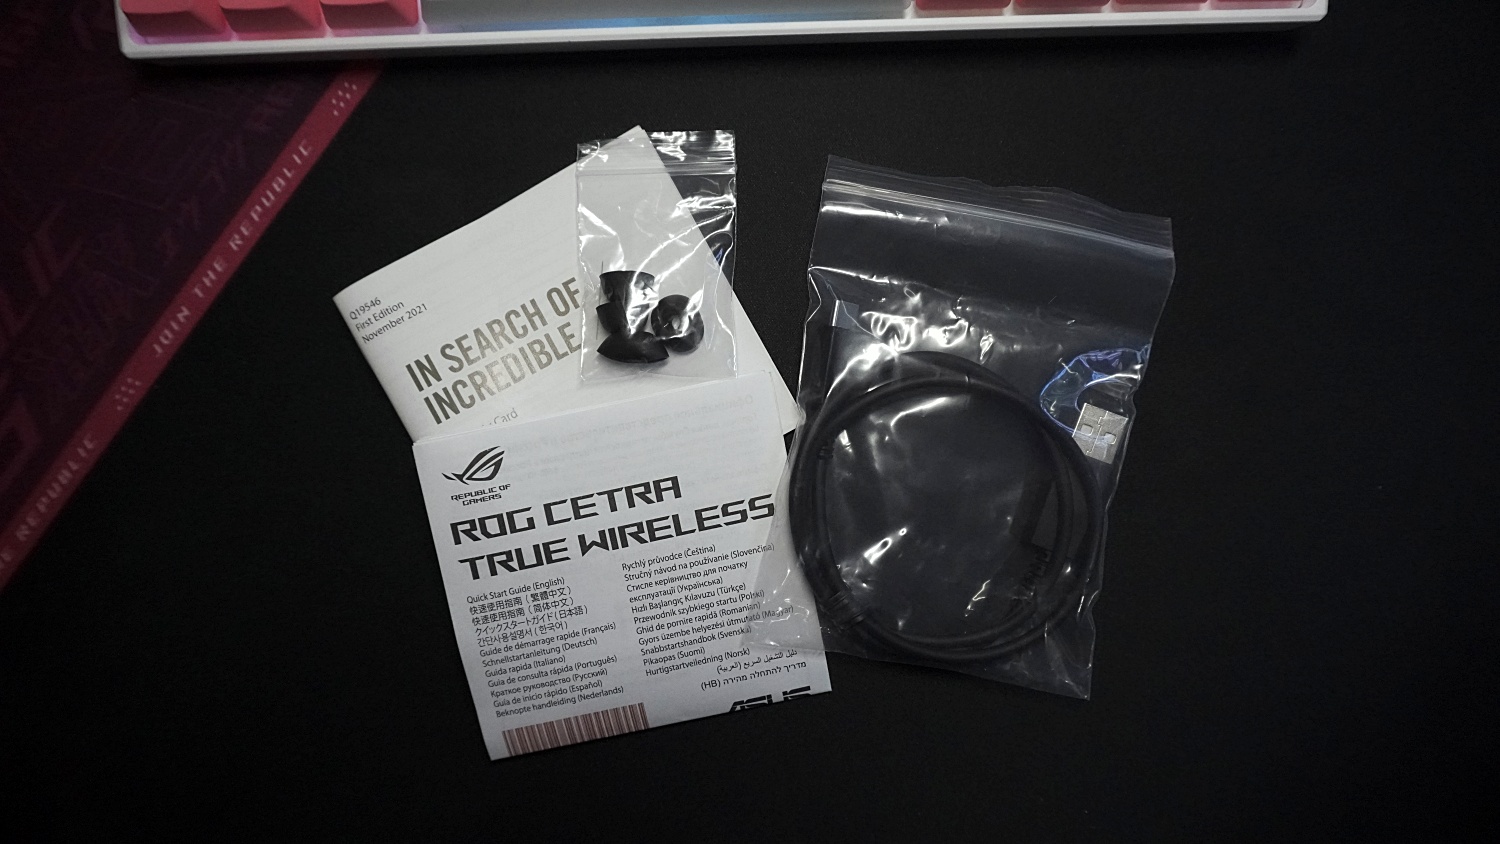 JOIN THE REPUBLIC
REPUBLIC
Q19546
First Edition
November 2021
IN SEARCH OF
INCREDIBLE
Card
REPUBLIC OF
GAMERS
ROG CETRA
TRUE WIRELESS
Quick Start Guide (English)
快速使用指南 (繁體中文)
快速使用指南 (简体中文)
クイックスタートガイド (日本語)
간단사용설명서 (한국어)
Guide de démarrage rapide (Français)
Schnellstartanleitung (Deutsch)
Guida rapida (Italiano)
Guia de consulta rápida (Português)
Краткое руководство (Русский)
Guía de inicio rápido (Español)
Beknopte handleiding (Nederlands)
Rychlý průvodce (Čeština)
Stručný návod na používanie (Slovenčina)
Стисле керівництво для початку
експлуатації (Українська)
Hızlı Başlangıç Kılavuzu (Türkçe)
Przewodnik szybkiego startu (Polski)
Ghid de pornire rapidă (Romanian)
Gyors üzembe helyezési útmutató (Magyar)
Snabbstartshandbok (Svenska)
Pikaopas (Suomi)
Hurtigstartveiledning (Norsk)
دليل التشغيل السريع (العربية)
מדריך להתחלה מהירה (HB)
ASUS